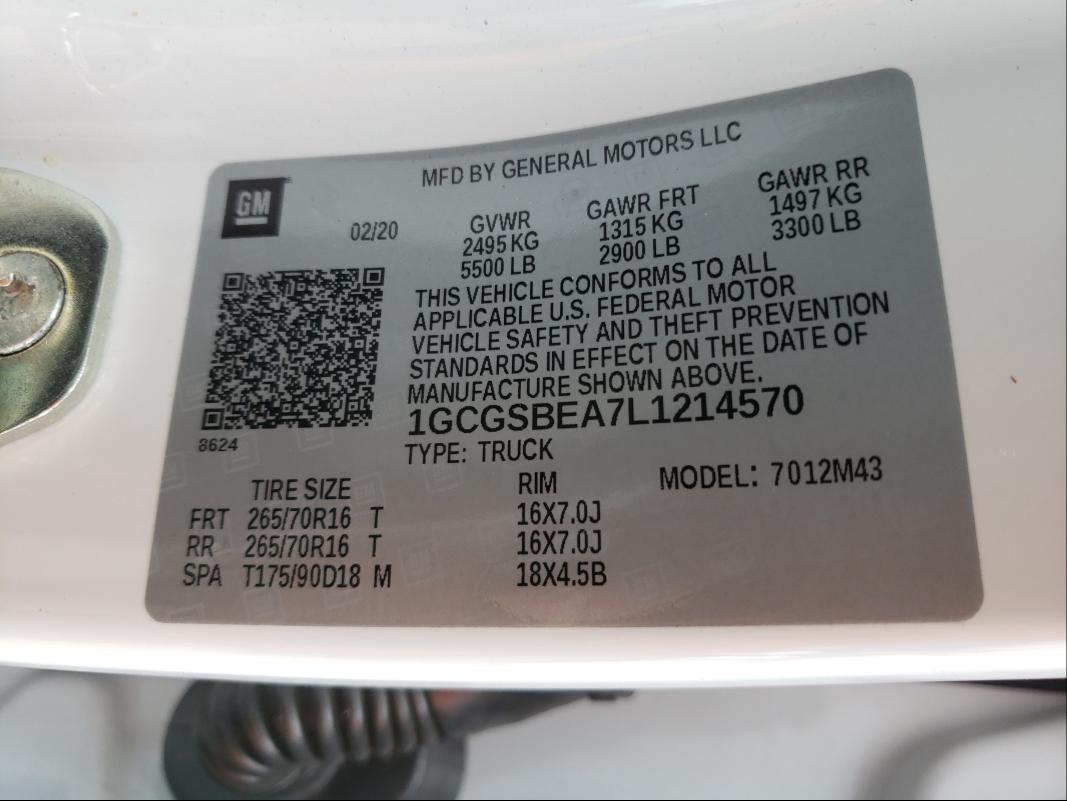 MFD BY GENERAL MOTORS LLC
GM
02/20
GVWR GAWR FRT GAWR RR
2495 KG 1315 KG 1497 KG
5500 LB 2900 LB 3300 LB
THIS VEHICLE CONFORMS TO ALL
APPLICABLE U.S. FEDERAL MOTOR
VEHICLE SAFETY AND THEFT PREVENTION
STANDARDS IN EFFECT ON THE DATE OF
MANUFACTURE SHOWN ABOVE.
1GCGSBEA7L1214570
8624
TYPE: TRUCK
TIRE SIZE RIM MODEL: 7012M43
FRT 265/70R16 T 16X7.0J
RR 265/70R16 T 16X7.0J
SPA T175/90D18 M 18X4.5B